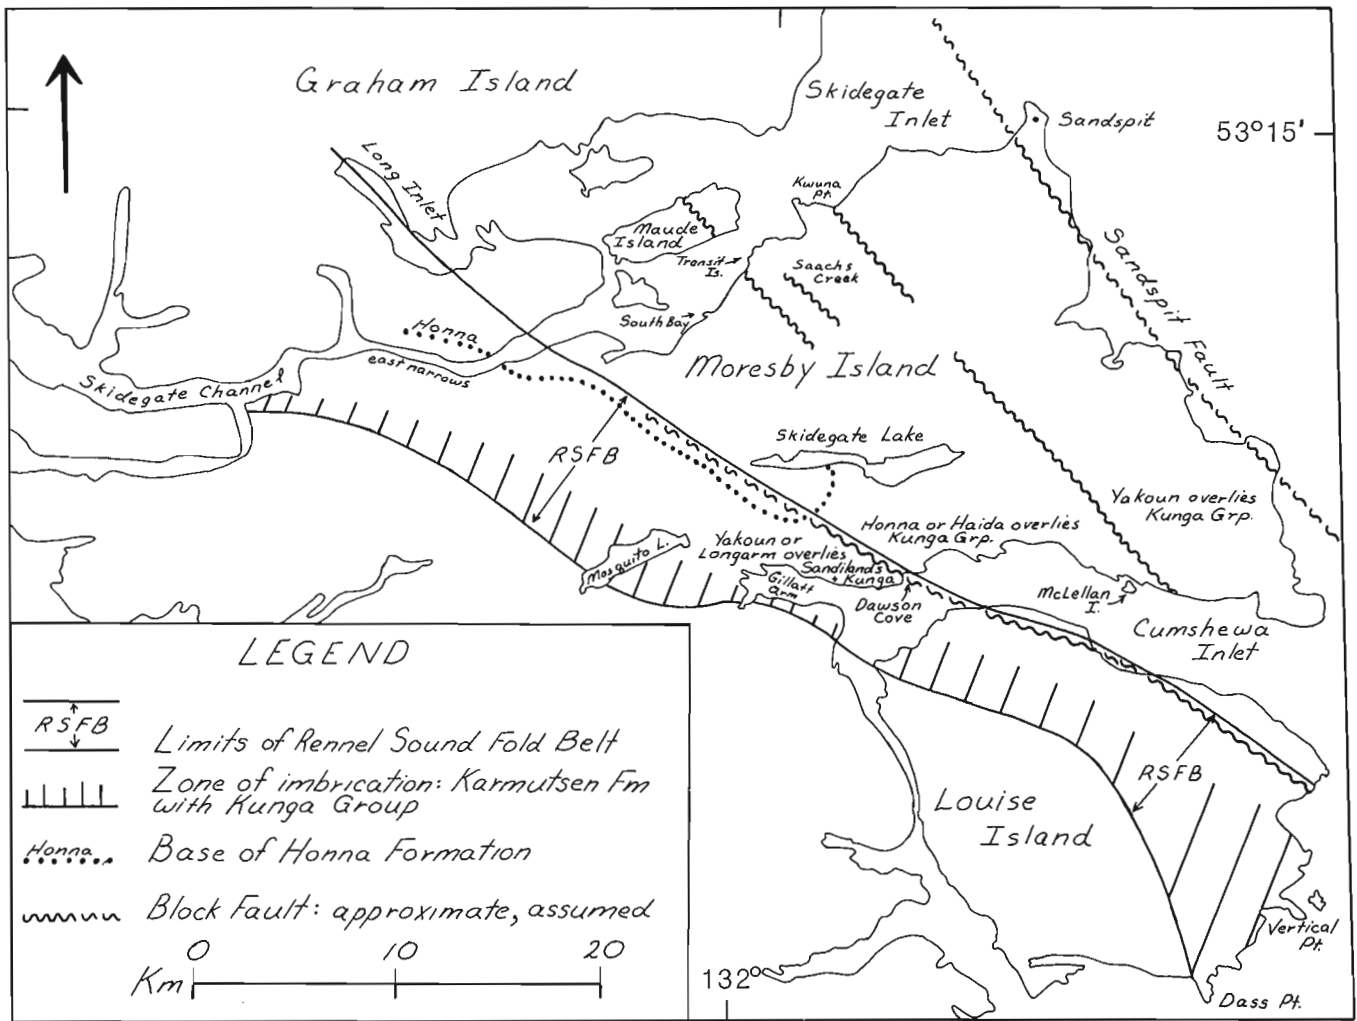 Graham Island
Skidegate
Inlet
Sandspit
53°15'
Long Inlet
Kwuna
Pt.
Maude
Island
Transit
Is.
Saachs
Creek
Sandspit Fault
South Bay
Honna
east narrows
Moresby Island
Skidegate Channel
RSFB
Skidegate Lake
Yakoun overlies
Kunga Grp.
Honna or Haida overlies
Kunga Grp.
Yakoun or
Longarm overlies
Sandilands
+ Kunga
Mosquito L.
Gillatt
Arm
Dawson
Cove
McLellan
I.
Cumshewa
Inlet
RSFB
Louise
Island
Vertical
Pt.
Dass Pt.
132°
LEGEND
RSFB
Limits of Rennel Sound Fold Belt
Zone of imbrication: Karmutsen Fm
with Kunga Group
Honna
Base of Honna Formation
Block Fault: approximate, assumed
0 10 20
Km